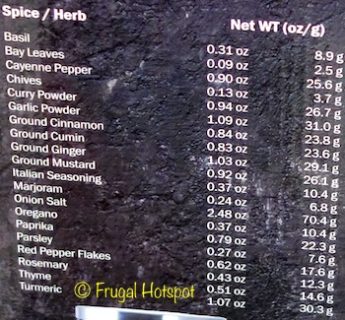 Spice / Herb Net WT (oz/g)
Basil 0.31 oz 8.9 g
Bay Leaves 0.09 oz 2.5 g
Cayenne Pepper 0.90 oz 25.6 g
Chives 0.13 oz 3.7 g
Curry Powder 0.94 oz 26.7 g
Garlic Powder 1.09 oz 31.0 g
Ground Cinnamon 0.84 oz 23.8 g
Ground Cumin 0.83 oz 23.6 g
Ground Ginger 1.03 oz 29.1 g
Ground Mustard 0.92 oz 26.1 g
Italian Seasoning 0.37 oz 10.4 g
Marjoram 0.24 oz 6.8 g
Onion Salt 2.48 oz 70.4 g
Oregano 0.37 oz 10.4 g
Paprika 0.79 oz 22.3 g
Parsley 0.27 oz 7.6 g
Red Pepper Flakes 0.62 oz 17.6 g
Rosemary 0.43 oz 12.3 g
Thyme 0.51 oz 14.6 g
Turmeric 1.07 oz 30.3 g
© Frugal Hotspot